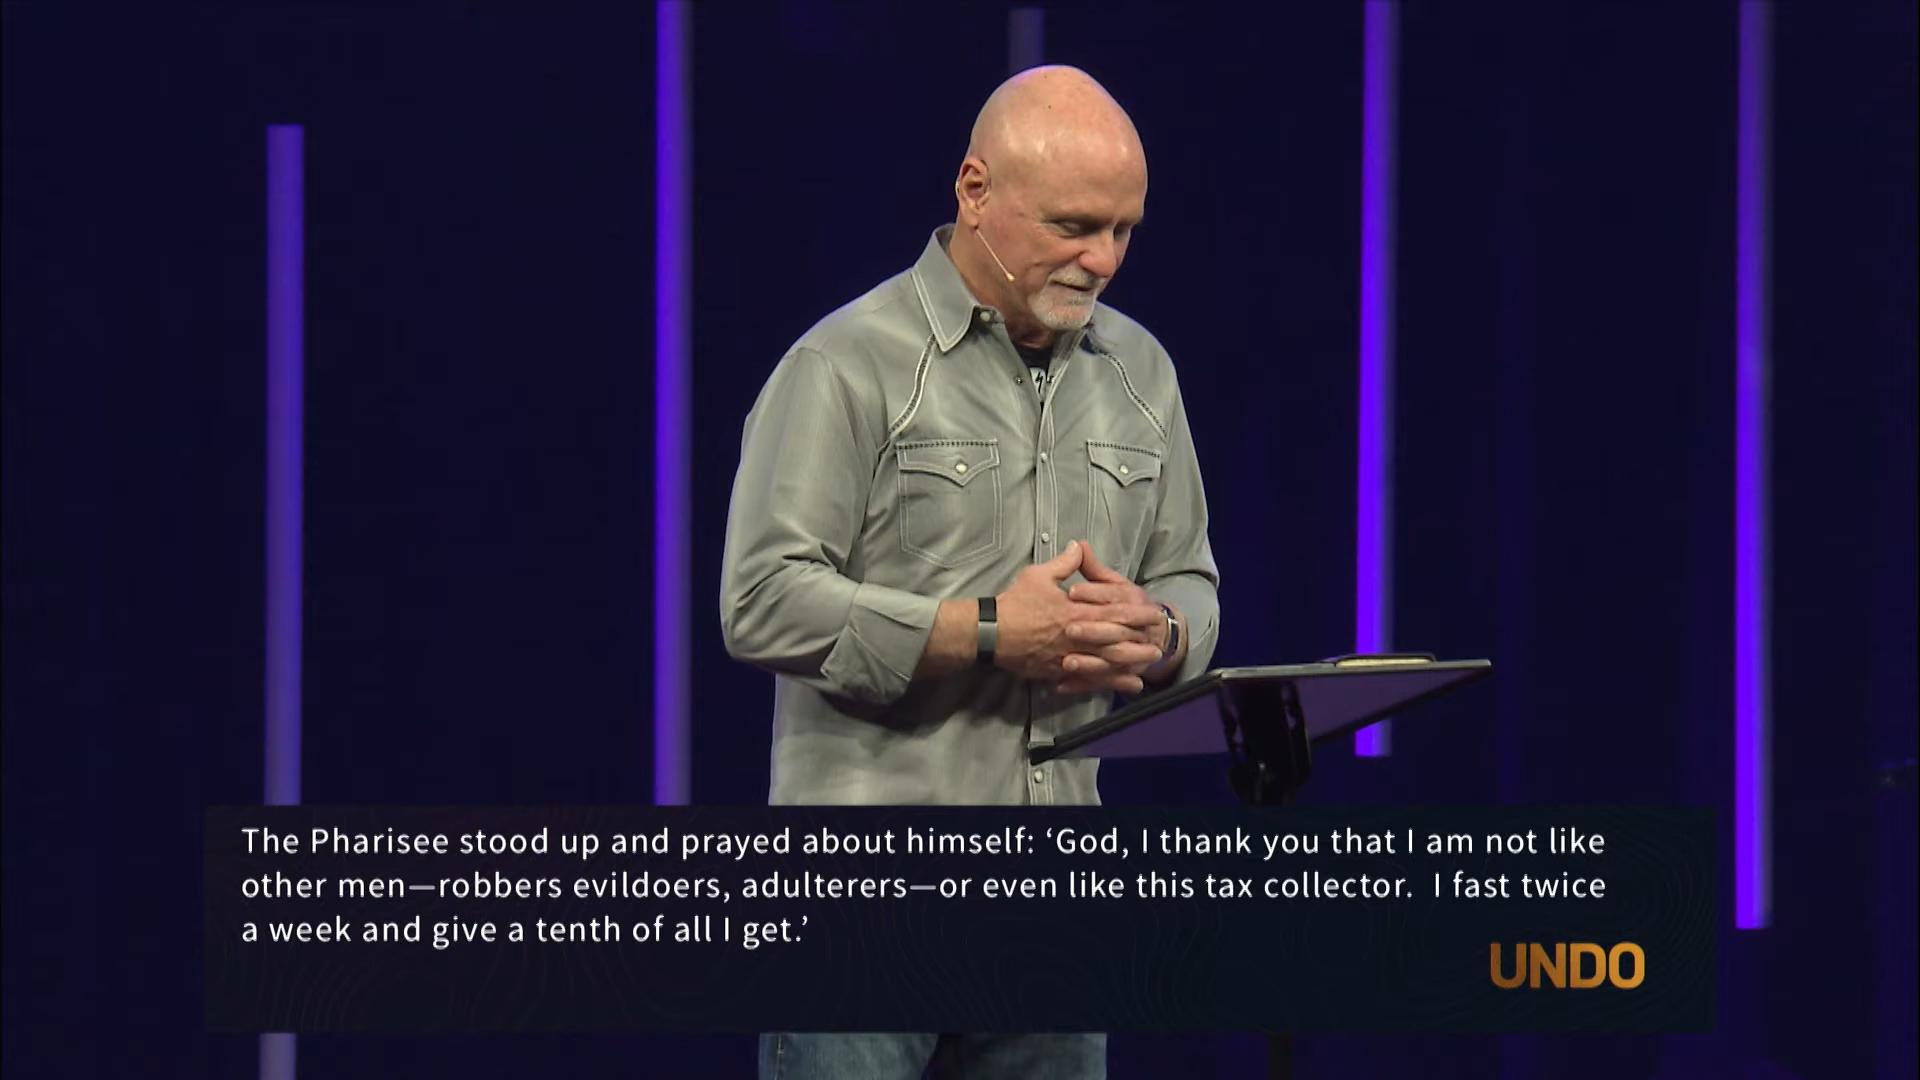 The Pharisee stood up and prayed about himself: ‘God, I thank you that I am not like
other men—robbers evildoers, adulterers—or even like this tax collector.  I fast twice
a week and give a tenth of all I get.’
UNDO